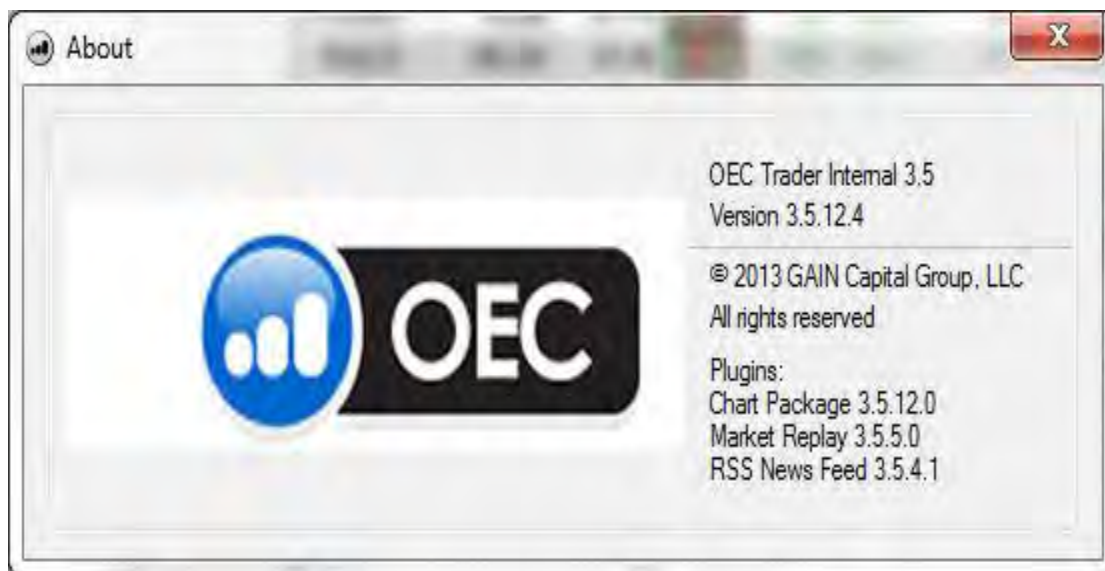 About
OEC Trader Internal 3.5
Version 3.5.12.4
OEC
© 2013 GAIN Capital Group, LLC
All rights reserved
Plugins:
Chart Package 3.5.12.0
Market Replay 3.5.5.0
RSS News Feed 3.5.4.1